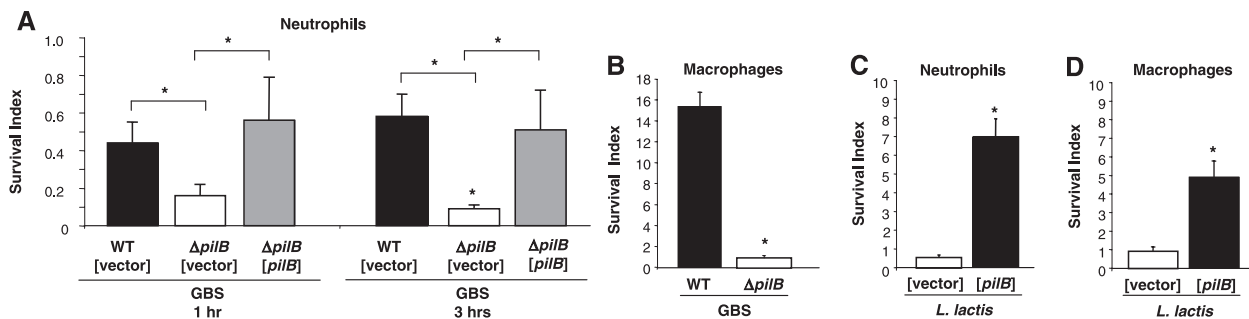 A
Neutrophils
Survival Index
1.0
0.8
0.6
0.4
0.2
0
*
*
*
*
*
WT
[vector]
ΔpilB
[vector]
ΔpilB
[pilB]
WT
[vector]
ΔpilB
[vector]
ΔpilB
[pilB]
GBS
1 hr
GBS
3 hrs
B
Macrophages
Survival Index
18
16
14
12
10
8
6
4
2
0
*
WT
ΔpilB
GBS
C
Neutrophils
Survival Index
10
9
8
7
6
5
4
3
2
1
0
*
[vector]
[pilB]
L. lactis
D
Macrophages
Survival Index
10
9
8
7
6
5
4
3
2
1
0
*
[vector]
[pilB]
L. lactis